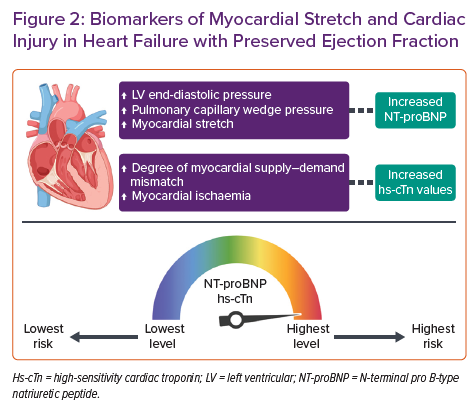 Figure 2: Biomarkers of Myocardial Stretch and Cardiac
Injury in Heart Failure with Preserved Ejection Fraction
⬆ LV end-diastolic pressure
⬆ Pulmonary capillary wedge pressure
⬆ Myocardial stretch
Increased
NT-proBNP
⬆ Degree of myocardial supply–demand
mismatch
⬆ Myocardial ischaemia
Increased
hs-cTn values
NT-proBNP
hs-cTn
Lowest
risk
Lowest
level
Highest
level
Highest
risk
Hs-cTn = high-sensitivity cardiac troponin; LV = left ventricular; NT-proBNP = N-terminal pro B-type
natriuretic peptide.